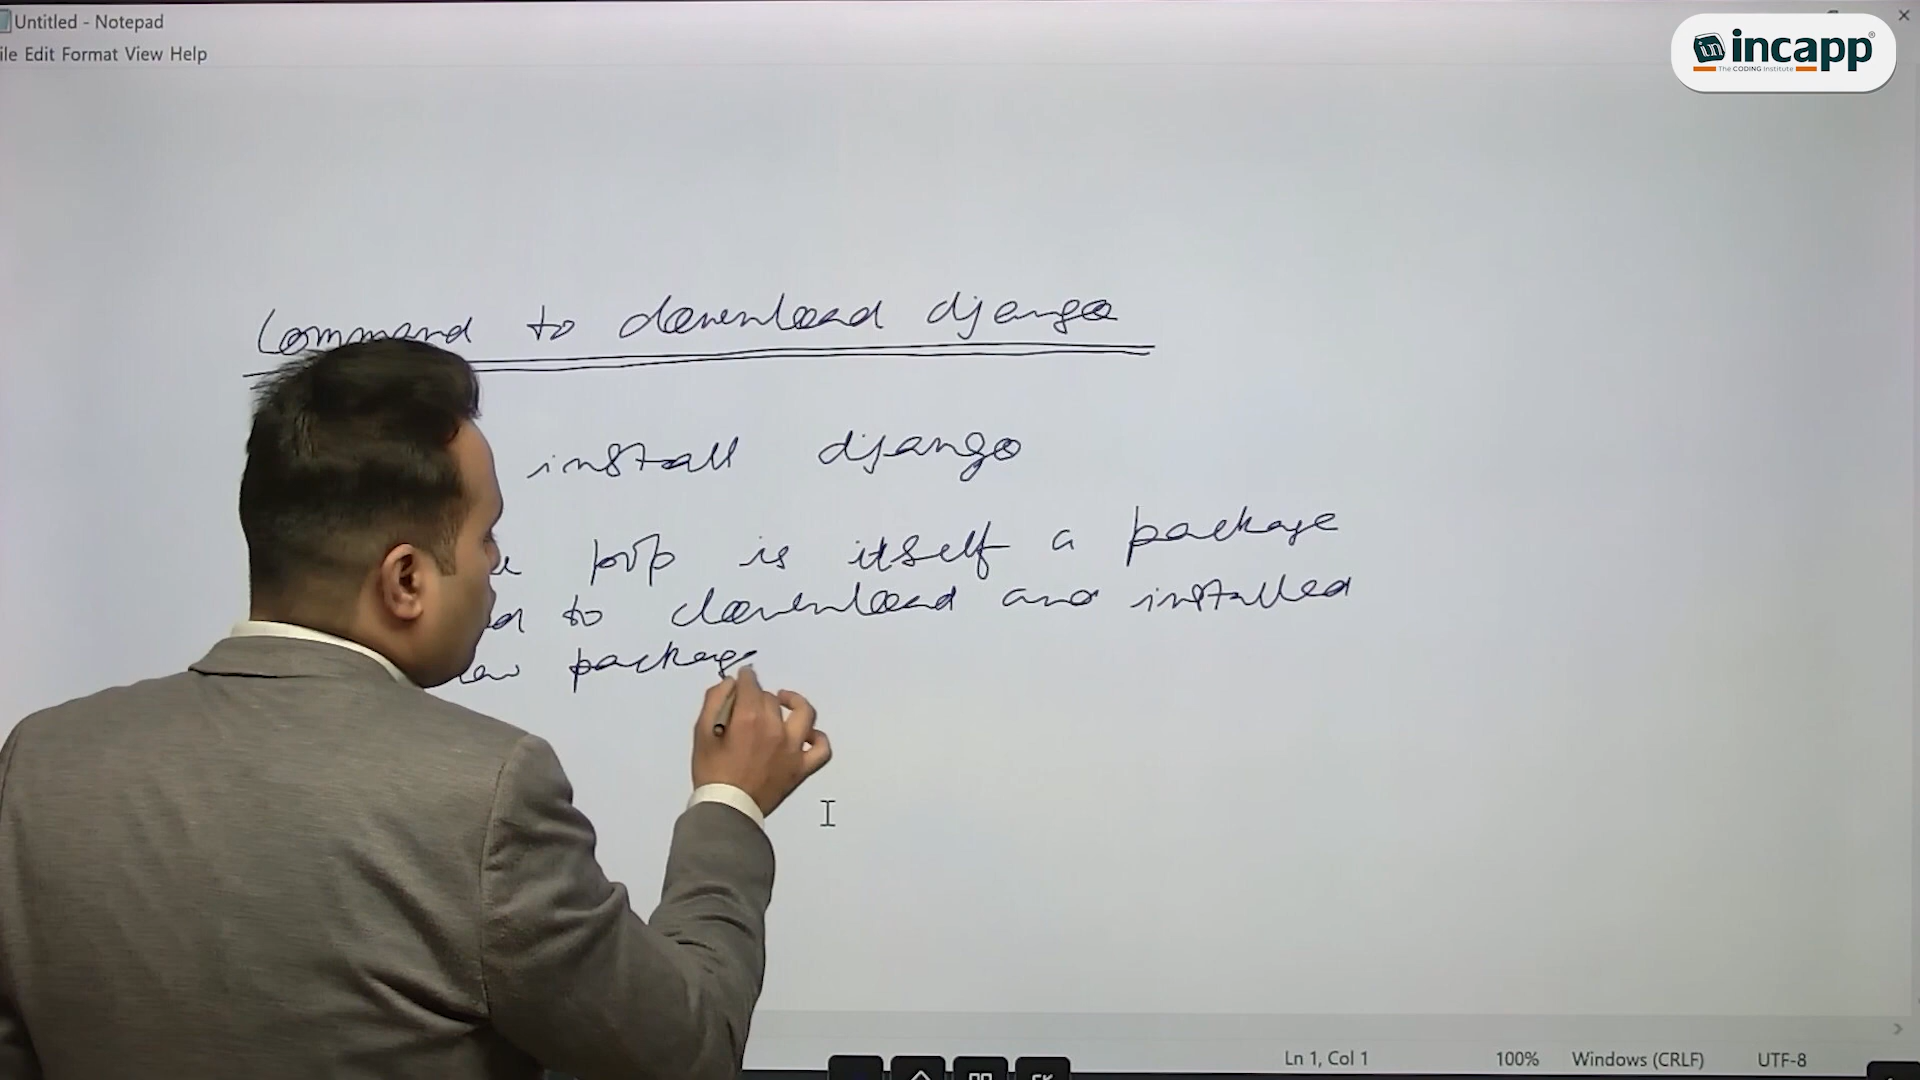 Untitled - Notepad
ile Edit Format View Help
incapp
The CODING Institute
Command to download django
install django
pip is itself a package
to download and installed
package
Ln 1, Col 1 100% Windows (CRLF) UTF-8